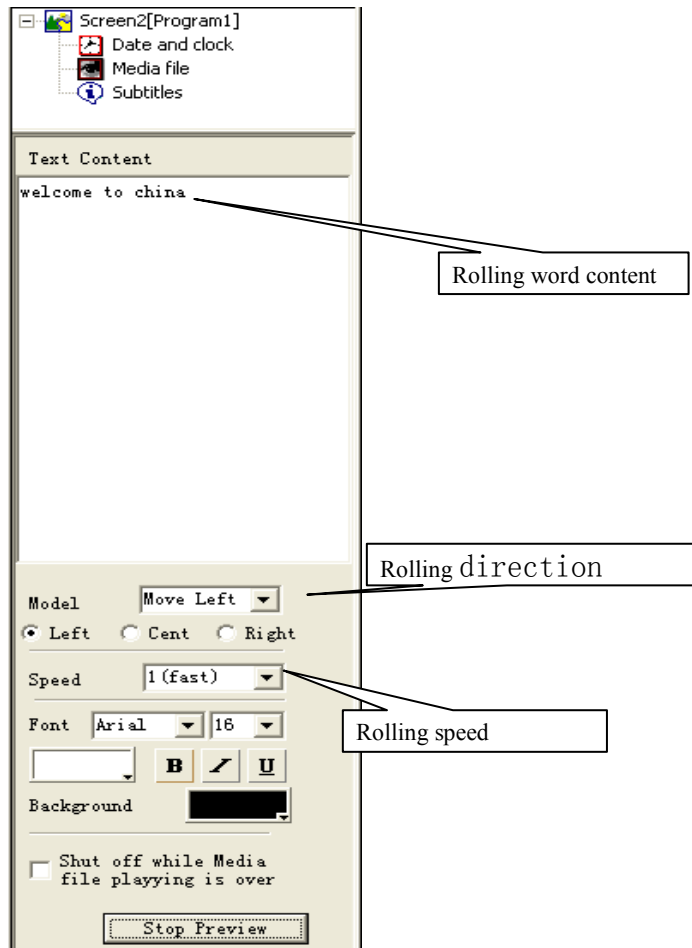 Screen2[Program1]
Date and clock
Media file
Subtitles
Text Content
welcome to china
Rolling word content
Rolling direction
Model Move Left
Left Cent Right
Speed 1(fast)
Font Arial 16
Rolling speed
B I U
Background
Shut off while Media
file playying is over
Stop Preview